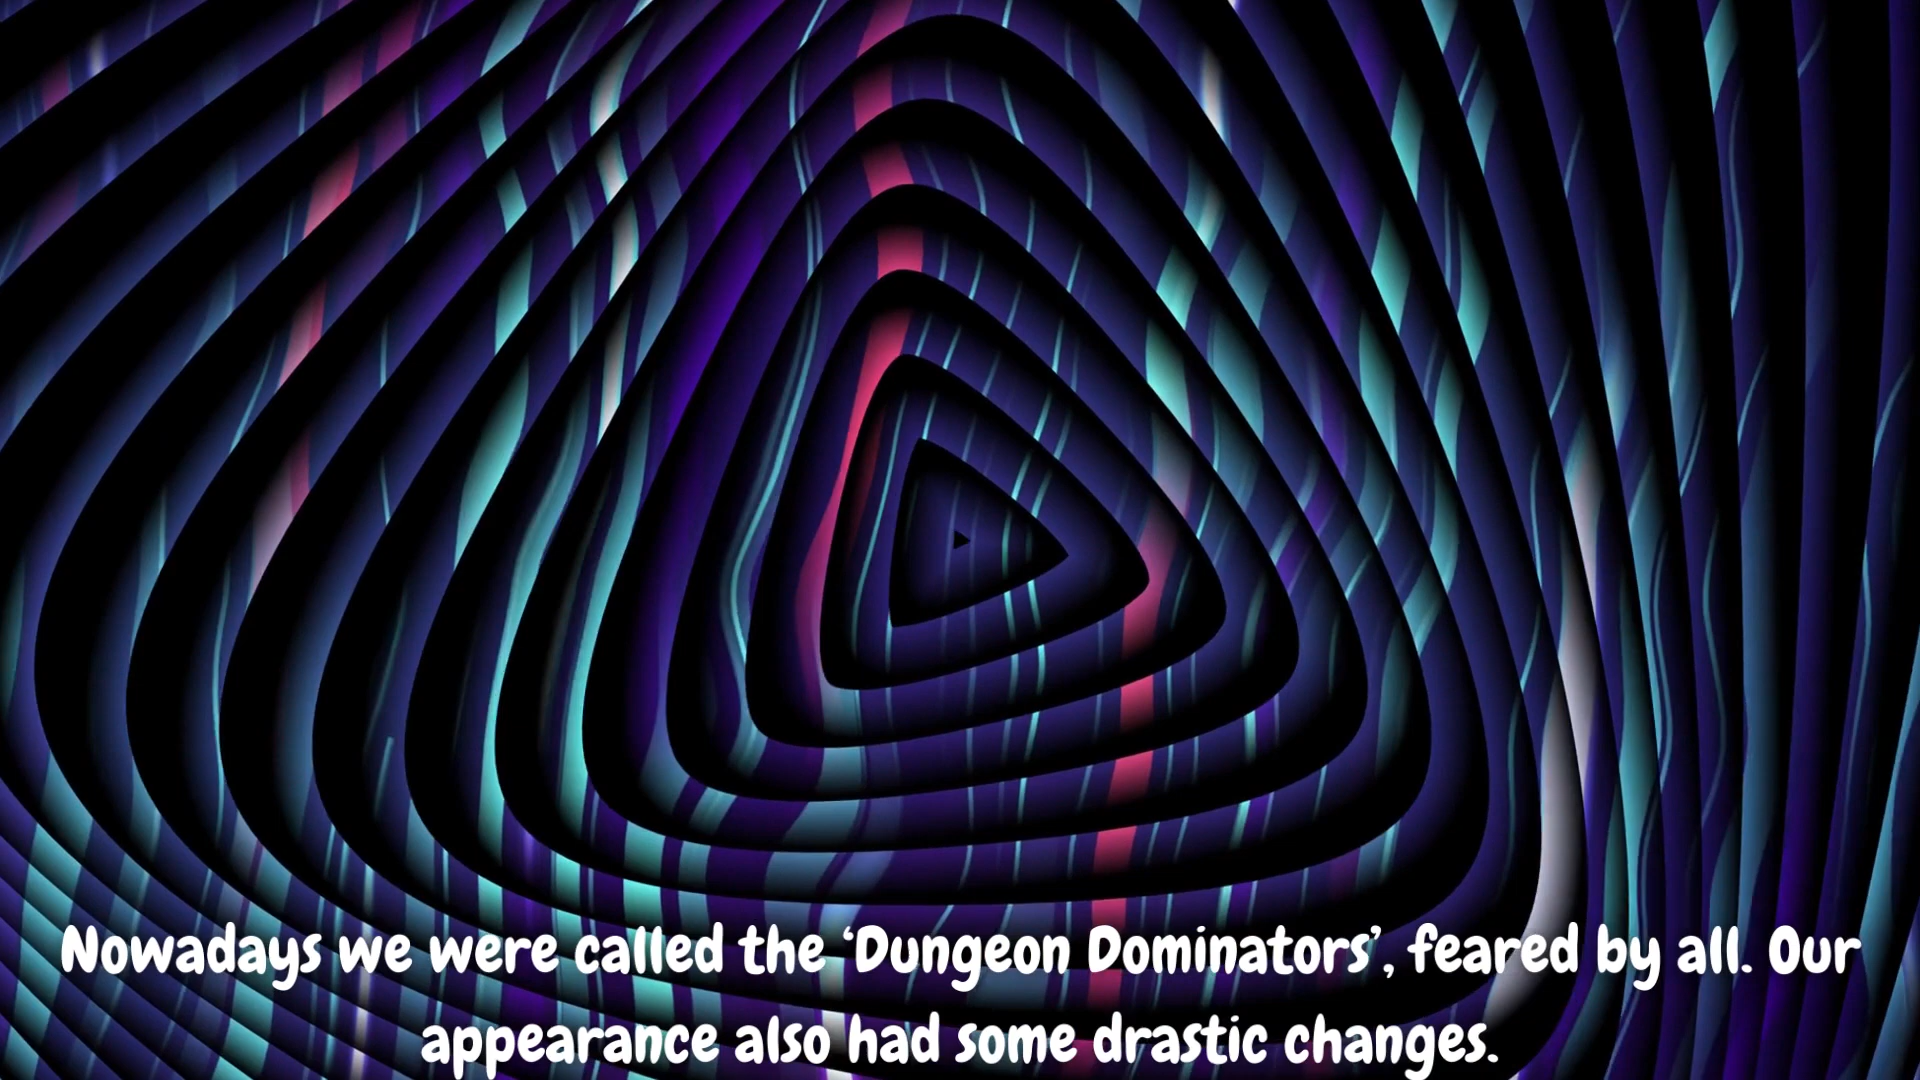 Nowadays we were called the ‘Dungeon Dominators’, feared by all. Our
appearance also had some drastic changes.